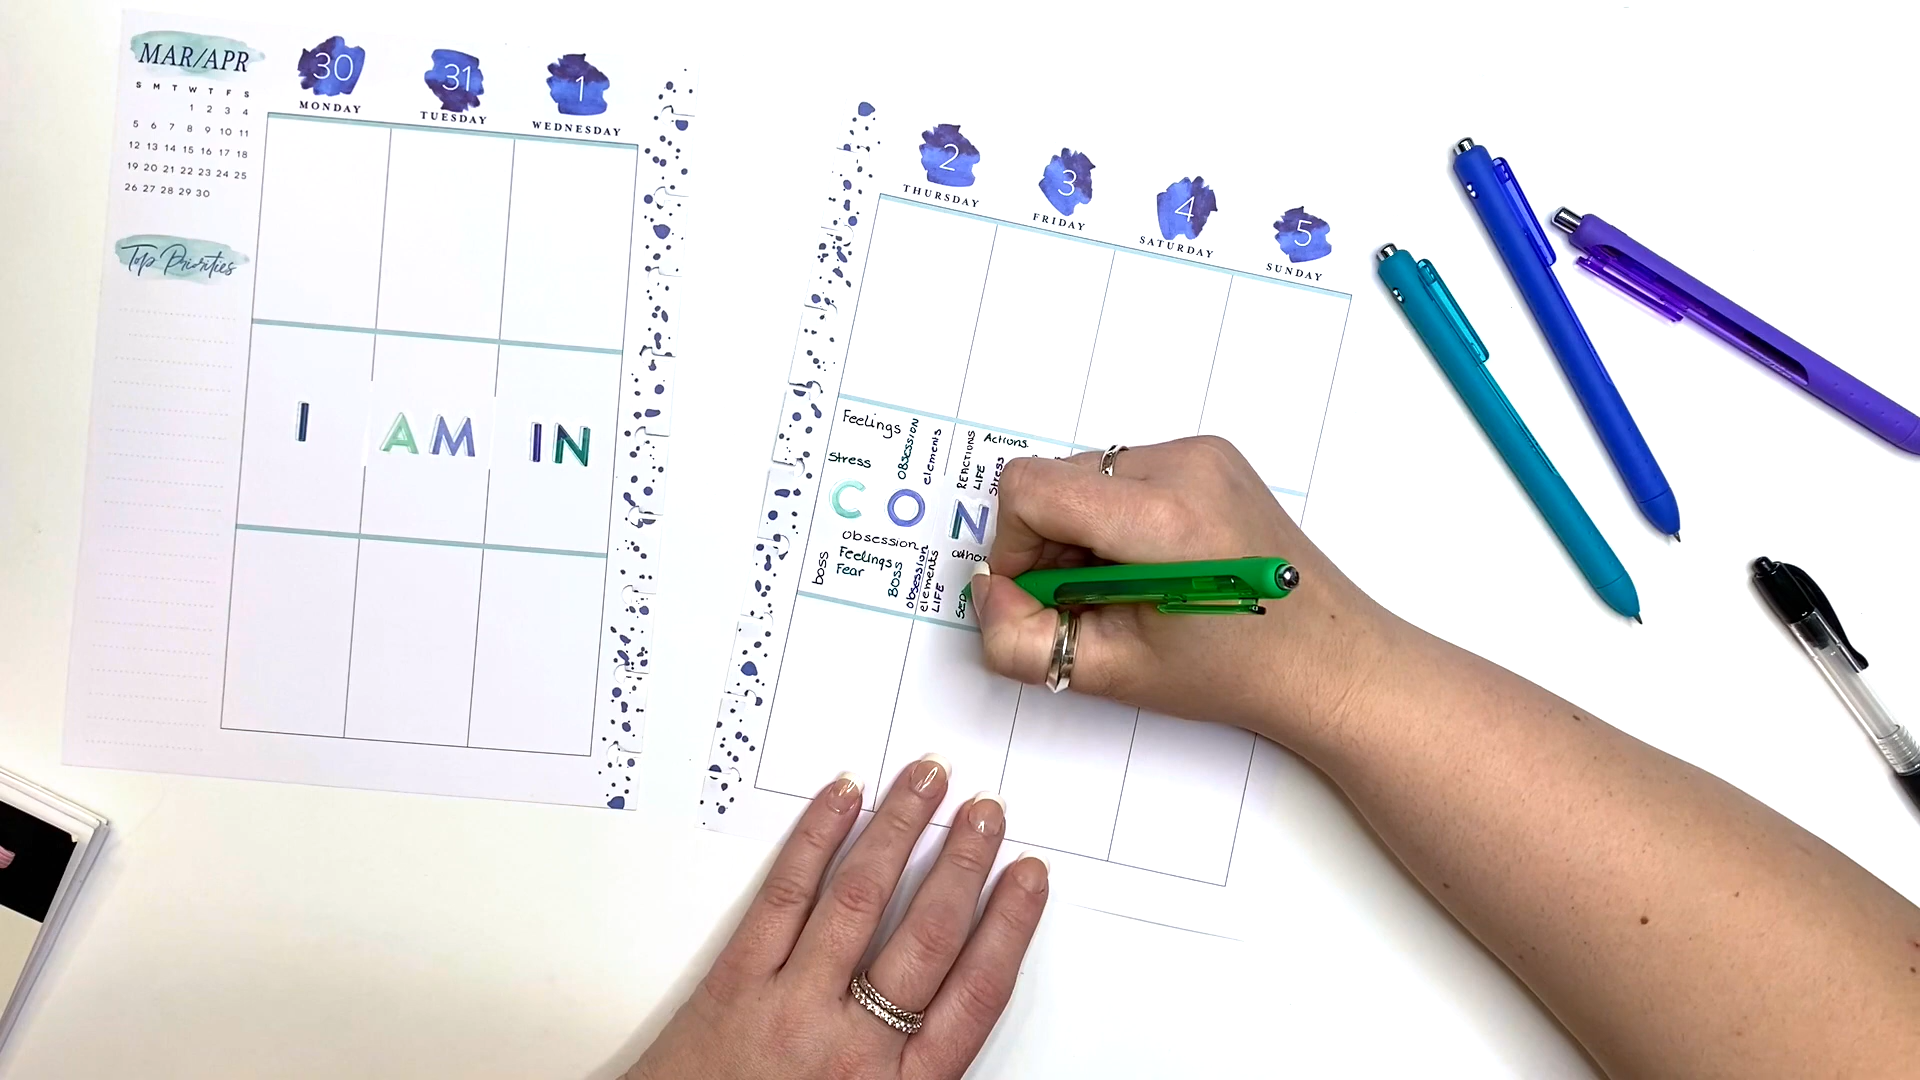 MAR/APR
S M T W T F S
1 2 3 4
5 6 7 8 9 10 11
12 13 14 15 16 17 18
19 20 21 22 23 24 25
26 27 28 29 30
Top Priorities
30
MONDAY
31
TUESDAY
1
WEDNESDAY
I AM IN
2
THURSDAY
3
FRIDAY
4
SATURDAY
5
SUNDAY
Feelings
Stress
OBSESSION
elements
C O
obsession
Feelings
Fear
boss
BOSS
obsession
elements
LIFE
REACTIONS
LIFE
Stress
Actions
N